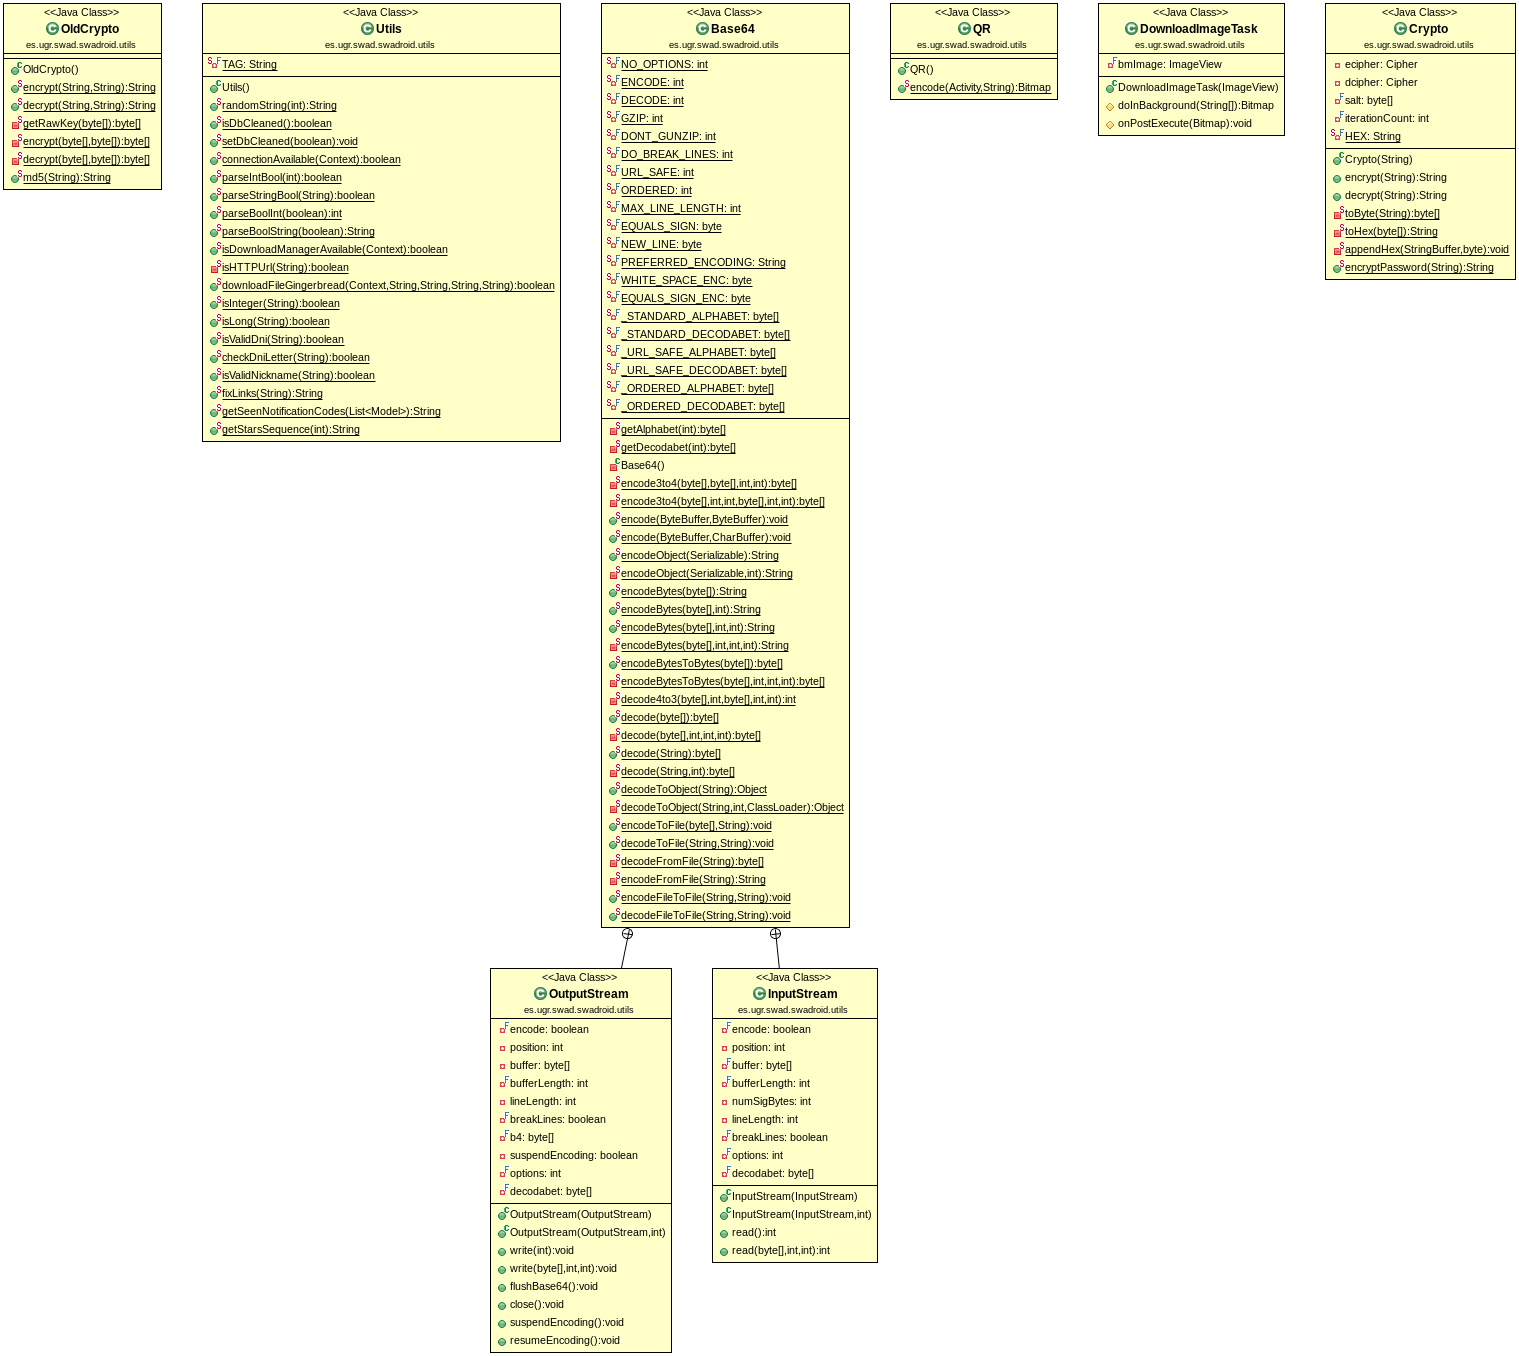 <<Java Class>>
OldCrypto
es.ugr.swad.swadroid.utils
OldCrypto()
encrypt(String,String):String
decrypt(String,String):String
getRawKey(byte[]):byte[]
encrypt(byte[],byte[]):byte[]
decrypt(byte[],byte[]):byte[]
md5(String):String
<<Java Class>>
Utils
es.ugr.swad.swadroid.utils
TAG: String
Utils()
randomString(int):String
isDbCleaned():boolean
setDbCleaned(boolean):void
connectionAvailable(Context):boolean
parseIntBool(int):boolean
parseStringBool(String):boolean
parseBoolInt(boolean):int
parseBoolString(boolean):String
isDownloadManagerAvailable(Context):boolean
isHTTPUrl(String):boolean
downloadFileGingerbread(Context,String,String,String,String):boolean
isInteger(String):boolean
isLong(String):boolean
isValidDni(String):boolean
checkDniLetter(String):boolean
isValidNickname(String):boolean
fixLinks(String):String
getSeenNotificationCodes(List<Model>):String
getStarsSequence(int):String
<<Java Class>>
Base64
es.ugr.swad.swadroid.utils
NO_OPTIONS: int
ENCODE: int
DECODE: int
GZIP: int
DONT_GUNZIP: int
DO_BREAK_LINES: int
URL_SAFE: int
ORDERED: int
MAX_LINE_LENGTH: int
EQUALS_SIGN: byte
NEW_LINE: byte
PREFERRED_ENCODING: String
WHITE_SPACE_ENC: byte
EQUALS_SIGN_ENC: byte
_STANDARD_ALPHABET: byte[]
_STANDARD_DECODABET: byte[]
_URL_SAFE_ALPHABET: byte[]
_URL_SAFE_DECODABET: byte[]
_ORDERED_ALPHABET: byte[]
_ORDERED_DECODABET: byte[]
getAlphabet(int):byte[]
getDecodabet(int):byte[]
Base64()
encode3to4(byte[],byte[],int,int):byte[]
encode3to4(byte[],int,int,byte[],int,int):byte[]
encode(ByteBuffer,ByteBuffer):void
encode(ByteBuffer,CharBuffer):void
encodeObject(Serializable):String
encodeObject(Serializable,int):String
encodeBytes(byte[]):String
encodeBytes(byte[],int):String
encodeBytes(byte[],int,int):String
encodeBytes(byte[],int,int,int):String
encodeBytesToBytes(byte[]):byte[]
encodeBytesToBytes(byte[],int,int,int):byte[]
decode4to3(byte[],int,byte[],int,int):int
decode(byte[]):byte[]
decode(byte[],int,int,int):byte[]
decode(String):byte[]
decode(String,int):byte[]
decodeToObject(String):Object
decodeToObject(String,int,ClassLoader):Object
encodeToFile(byte[],String):void
decodeToFile(String,String):void
decodeFromFile(String):byte[]
encodeFromFile(String):String
encodeFileToFile(String,String):void
decodeFileToFile(String,String):void
<<Java Class>>
QR
es.ugr.swad.swadroid.utils
QR()
encode(Activity,String):Bitmap
<<Java Class>>
DownloadImageTask
es.ugr.swad.swadroid.utils
bmImage: ImageView
DownloadImageTask(ImageView)
doInBackground(String[]):Bitmap
onPostExecute(Bitmap):void
<<Java Class>>
Crypto
es.ugr.swad.swadroid.utils
ecipher: Cipher
dcipher: Cipher
salt: byte[]
iterationCount: int
HEX: String
Crypto(String)
encrypt(String):String
decrypt(String):String
toByte(String):byte[]
toHex(byte[]):String
appendHex(StringBuffer,byte):void
encryptPassword(String):String
<<Java Class>>
OutputStream
es.ugr.swad.swadroid.utils
encode: boolean
position: int
buffer: byte[]
bufferLength: int
lineLength: int
breakLines: boolean
b4: byte[]
suspendEncoding: boolean
options: int
decodabet: byte[]
OutputStream(OutputStream)
OutputStream(OutputStream,int)
write(int):void
write(byte[],int,int):void
flushBase64():void
close():void
suspendEncoding():void
resumeEncoding():void
<<Java Class>>
InputStream
es.ugr.swad.swadroid.utils
encode: boolean
position: int
buffer: byte[]
bufferLength: int
numSigBytes: int
lineLength: int
breakLines: boolean
options: int
decodabet: byte[]
InputStream(InputStream)
InputStream(InputStream,int)
read():int
read(byte[],int,int):int